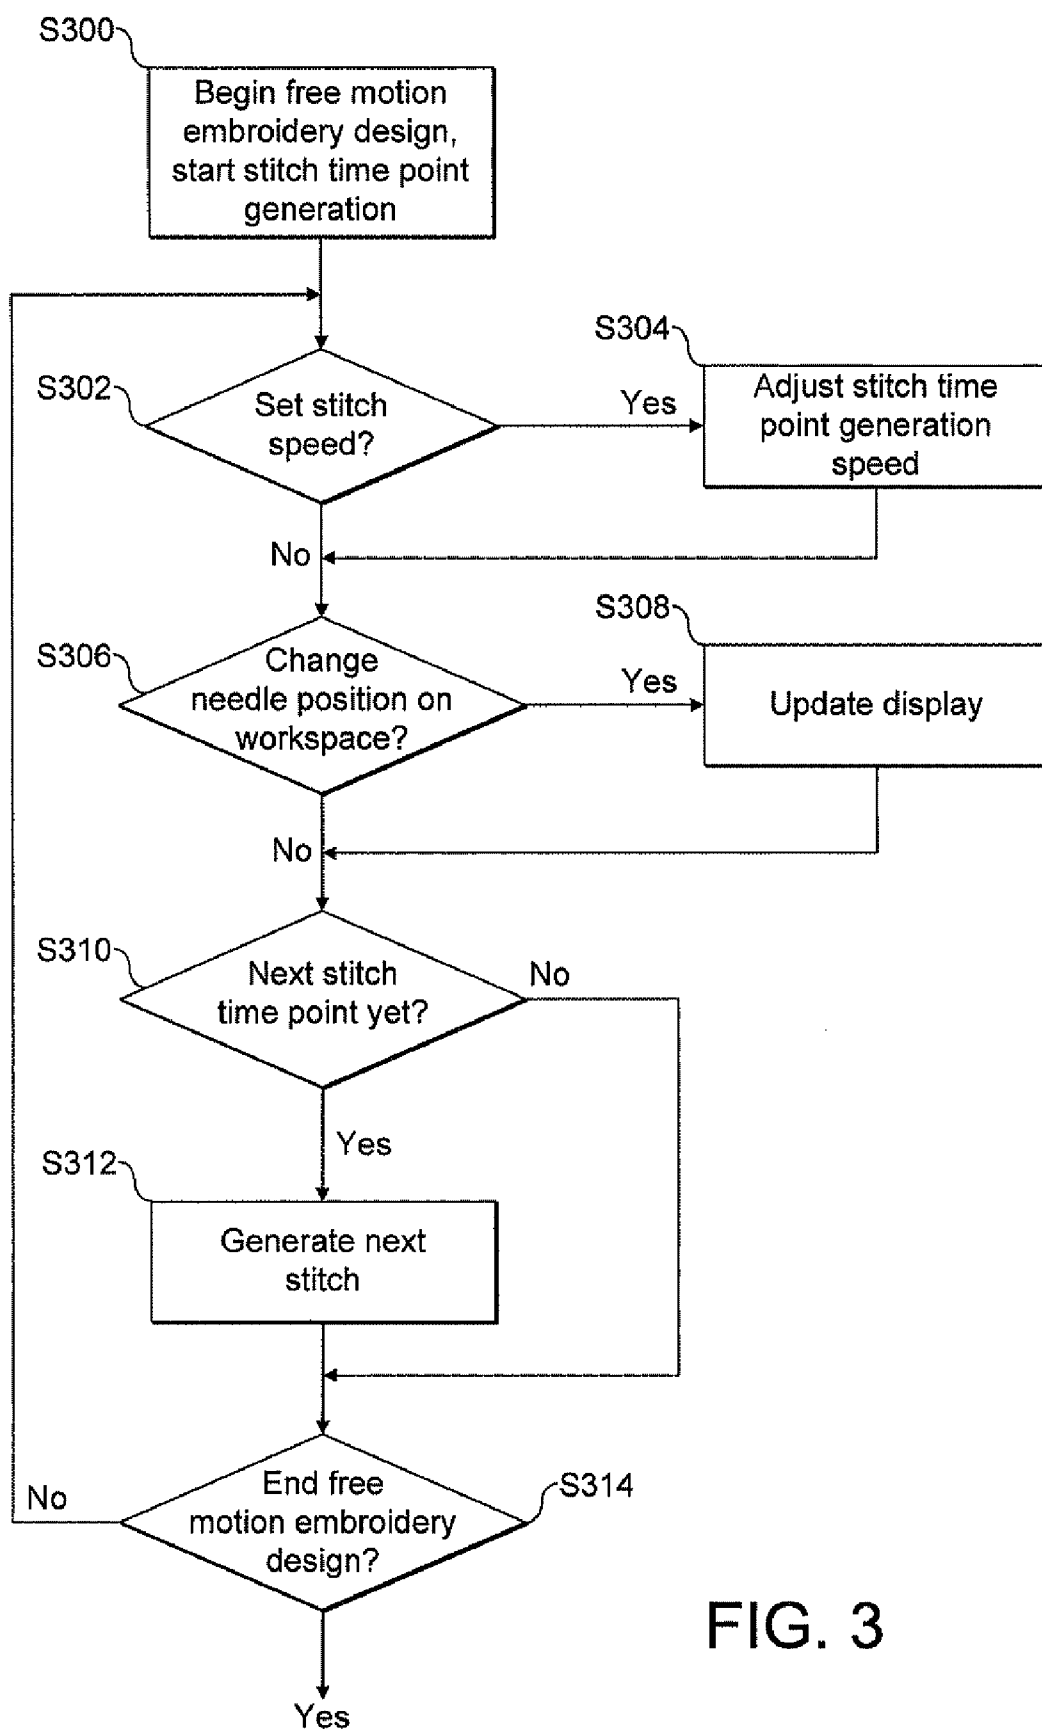 S300
Begin free motion
embroidery design,
start stitch time point
generation
S302
Set stitch
speed?
Yes
S304
Adjust stitch time
point generation
speed
No
S306
Change
needle position on
workspace?
Yes
S308
Update display
No
S310
Next stitch
time point yet?
No
Yes
S312
Generate next
stitch
S314
End free
motion embroidery
design?
No
Yes
FIG. 3